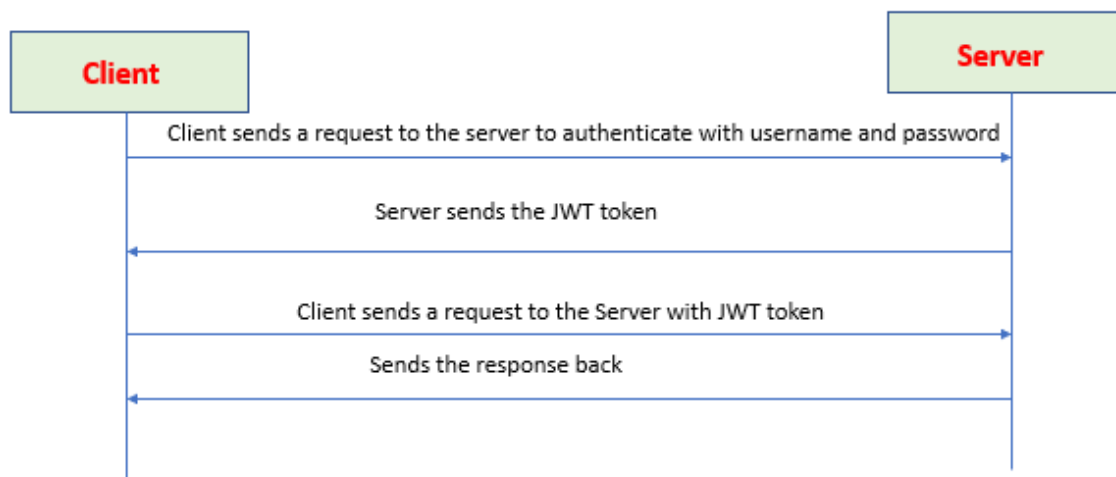 Client
Server
Client sends a request to the server to authenticate with username and password
Server sends the JWT token
Client sends a request to the Server with JWT token
Sends the response back